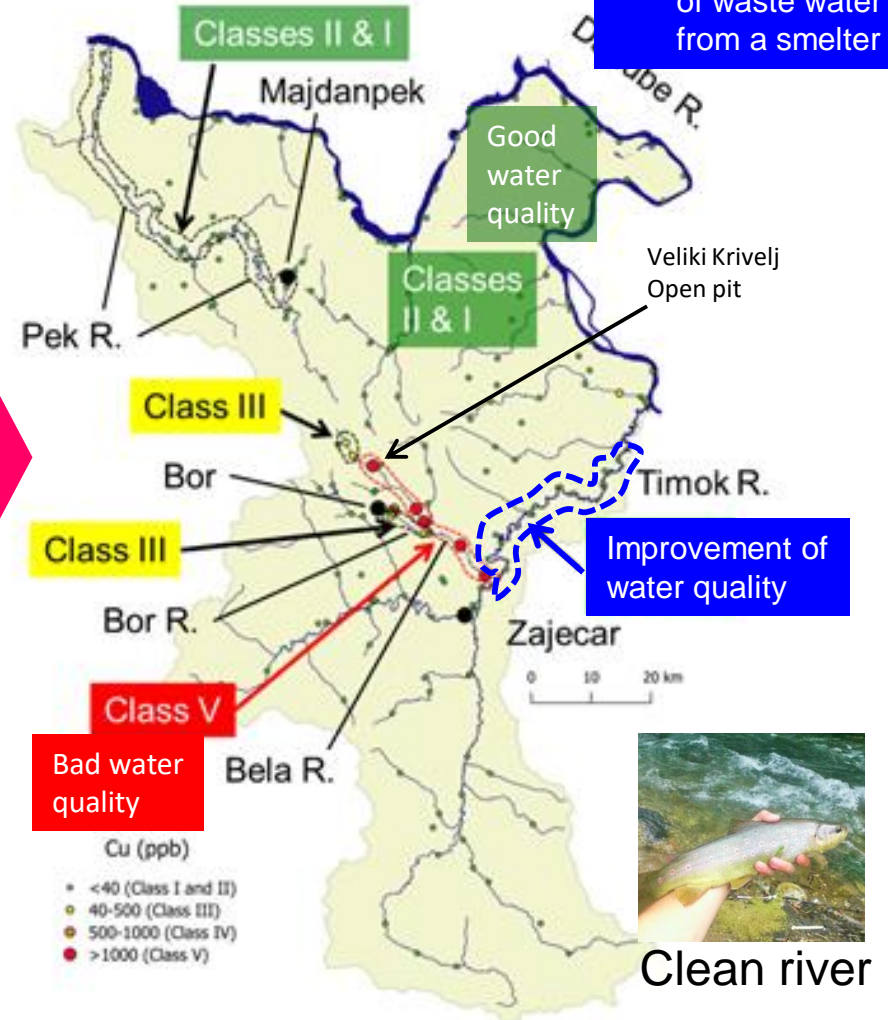 of waste water
from a smelter
Classes II & I
Majdanpek
Good
water
quality
Veliki Krivelj
Open pit
Classes
II & I
Pek R.
Class III
Bor
Timok R.
Class III
Improvement of
water quality
Bor R.
Zajecar
0 10 20 km
Class V
Bad water
quality
Bela R.
Cu (ppb)
<40 (Class I and II)
40-500 (Class III)
500-1000 (Class IV)
>1000 (Class V)
Clean river